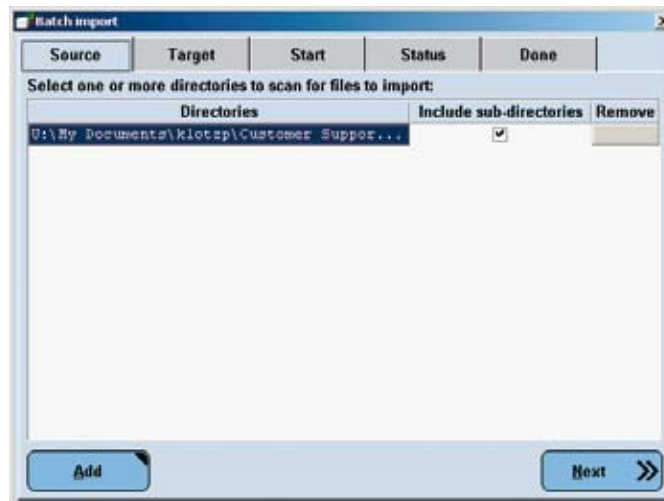 Batch import
Source Target Start Status Done
Select one or more directories to scan for files to import:
Directories Include sub-directories Remove
U:\My Documents\klotzp\Customer Suppor...
Add Next